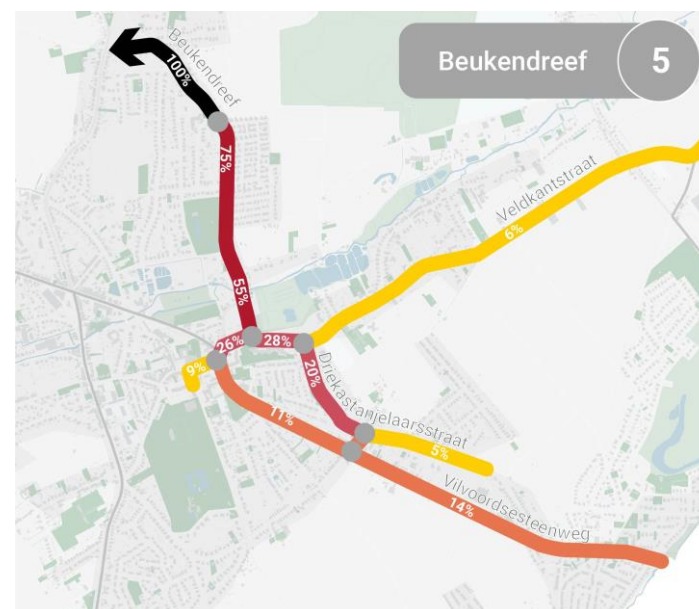 Beukendreef 5
Beukendreef
100%
75%
Veldkantstraat
6%
55%
26%
28%
9%
20%
Driekastanjelaarsstraat
11%
5%
Vilvoordsesteenweg
14%